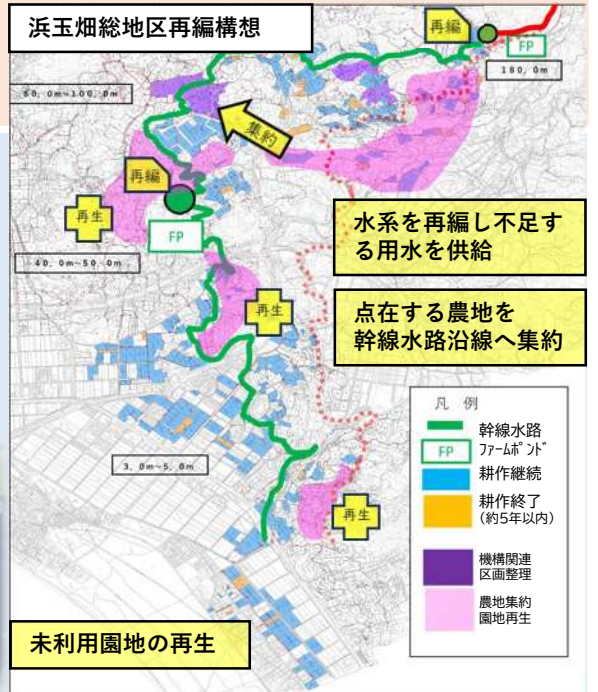 浜玉畑総地区再編構想
再編
FP
180．0m
60．0m~100．0m
集約
再編
再生
FP
水系を再編し不足す
る用水を供給
40．0m~50．0m
再生
点在する農地を
幹線水路沿線へ集約
凡　例
幹線水路
FP
ﾌｧｰﾑﾎﾟﾝﾄﾞ
耕作継続
耕作終了
(約5年以内)
機構関連
区画整理
農地集約
園地再生
3．0m~5．0m
再生
未利用園地の再生